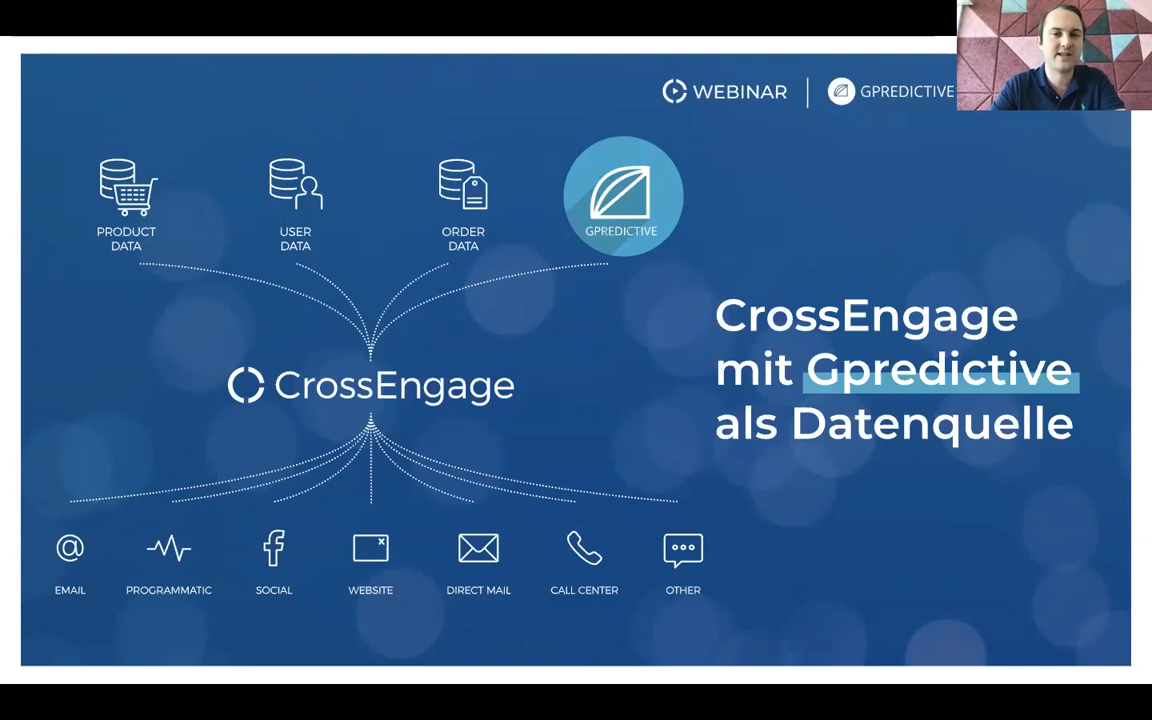 WEBINAR
GPREDICTIVE
PRODUCT
DATA
USER
DATA
ORDER
DATA
GPREDICTIVE
CrossEngage
mit Gpredictive
als Datenquelle
CrossEngage
EMAIL
PROGRAMMATIC
SOCIAL
WEBSITE
DIRECT MAIL
CALL CENTER
OTHER